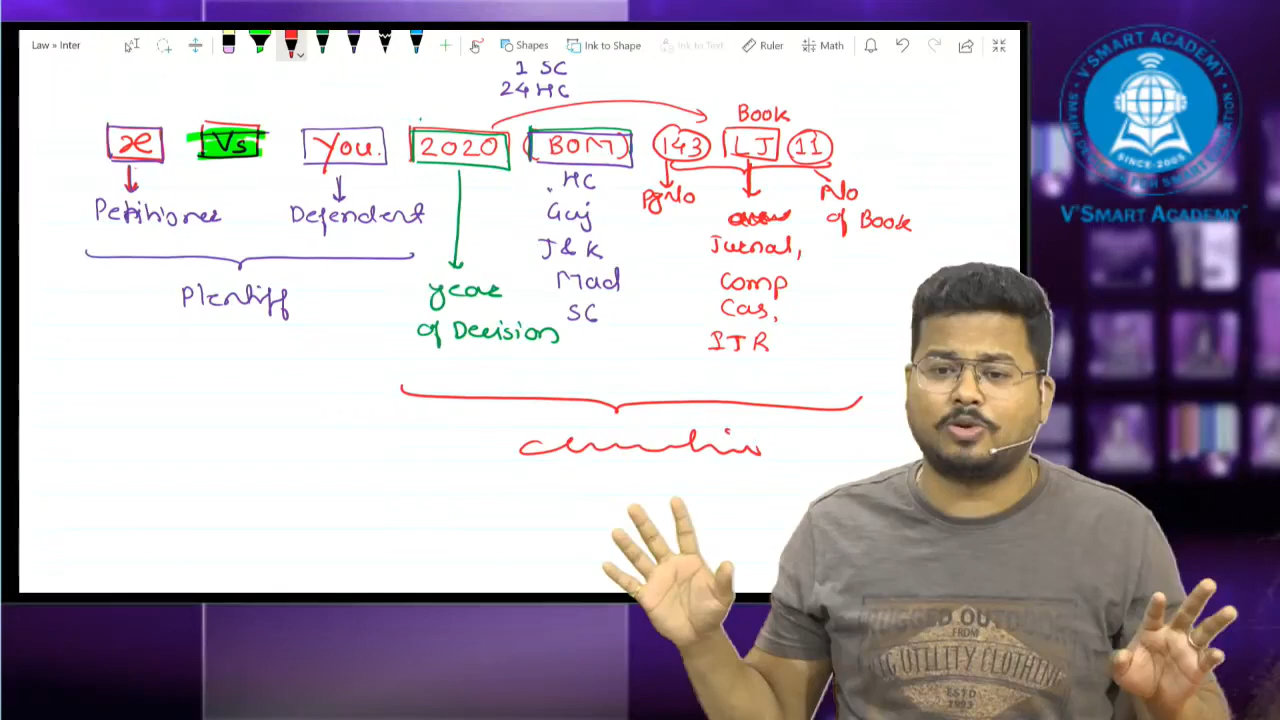 Law » Inter
Shapes
Ink to Shape
Ink to Text
Ruler
Math
1 SC
24 HC
Book
Vs
You.
2020
(BOM)
143
LJ
11
HC
Guj
J & K
Mad
SC
Petitioner
Defendent
Plentiff
year
of Decision
Pg No
Jurnal,
Comp
Cas,
ITR
No
of Book
V'SMART ACADEMY
SINCE-2005
V'SMART ACADEMY
RUGGED OUTDOOR
FROM
BIG UTILITY CLOTHING
ESTD